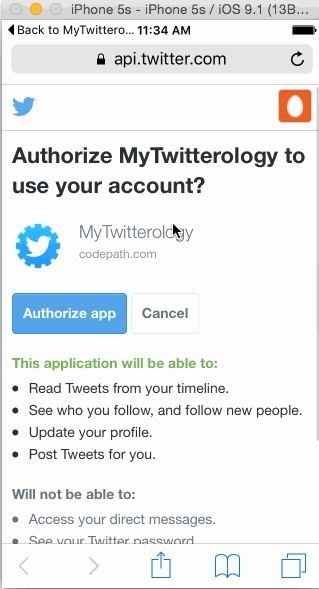 iPhone 5s - iPhone 5s / iOS 9.1 (13B...
Back to MyTwittero... 11:34 AM
api.twitter.com
Authorize MyTwitterology to
use your account?
MyTwitterology
codepath.com
Authorize app Cancel
This application will be able to:
• Read Tweets from your timeline.
• See who you follow, and follow new people.
• Update your profile.
• Post Tweets for you.
Will not be able to:
• Access your direct messages.
• See your Twitter password.